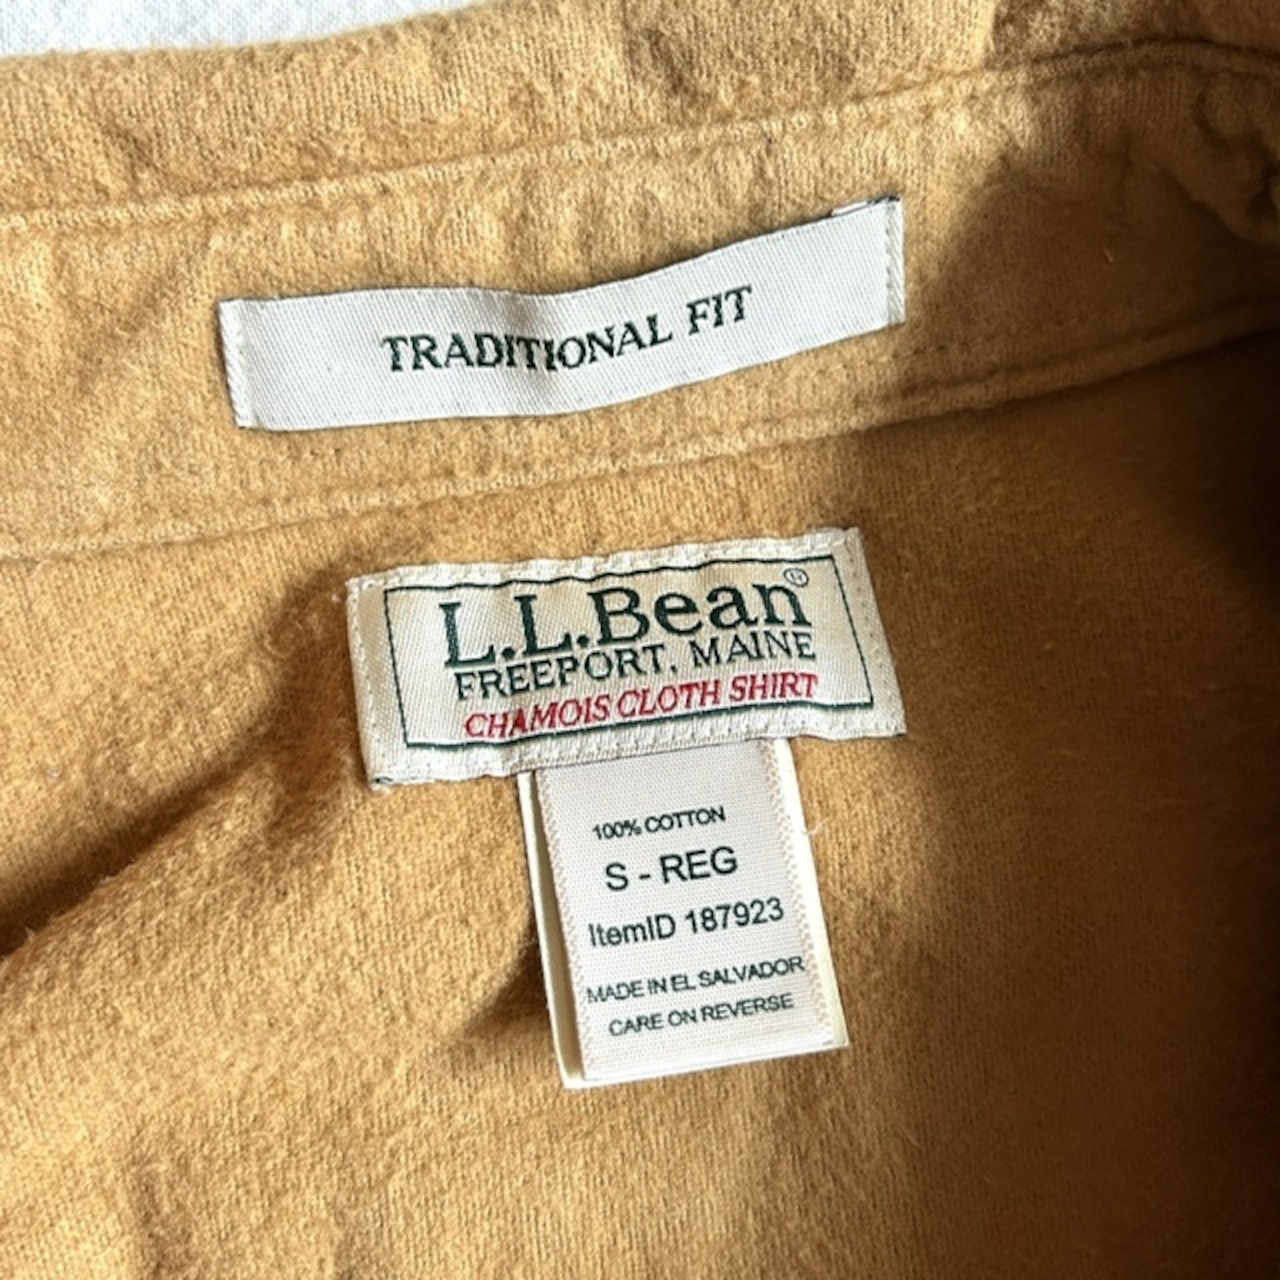 TRADITIONAL FIT
L.L.Bean®
FREEPORT, MAINE
CHAMOIS CLOTH SHIRT
100% COTTON
S - REG
ItemID 187923
MADE IN EL SALVADOR
CARE ON REVERSE